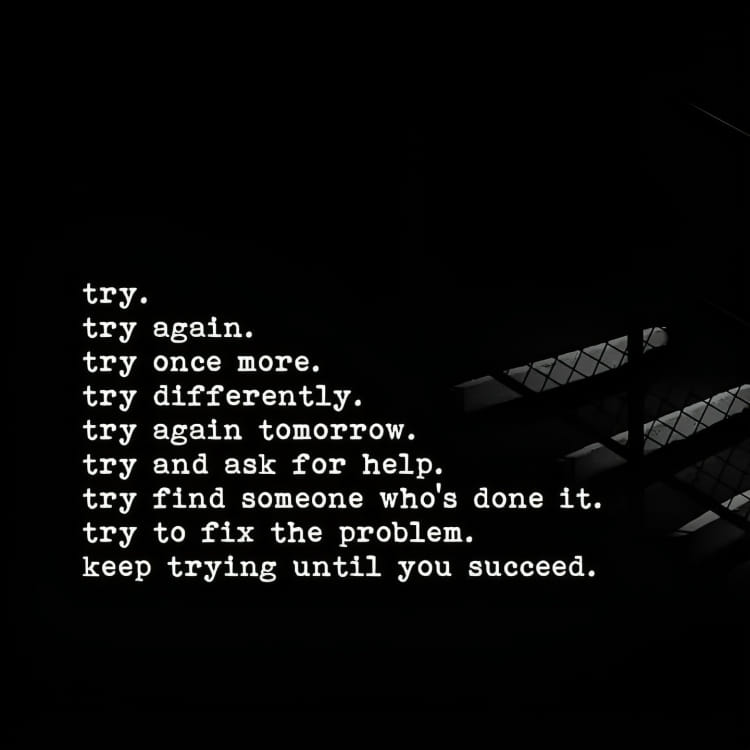 try.
try again.
try once more.
try differently.
try again tomorrow.
try and ask for help.
try find someone who's done it.
try to fix the problem.
keep trying until you succeed.